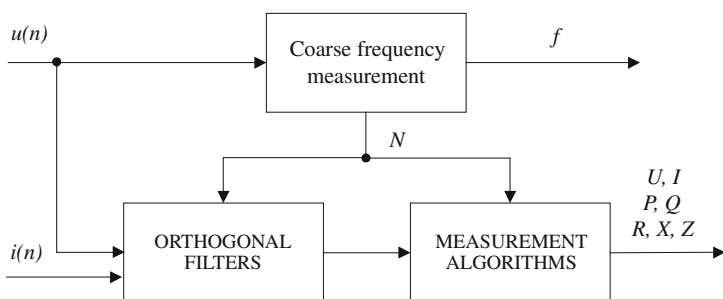 u(n)
Coarse frequency
measurement
f
N
U, I
P, Q
R, X, Z
i(n)
ORTHOGONAL
FILTERS
MEASUREMENT
ALGORITHMS